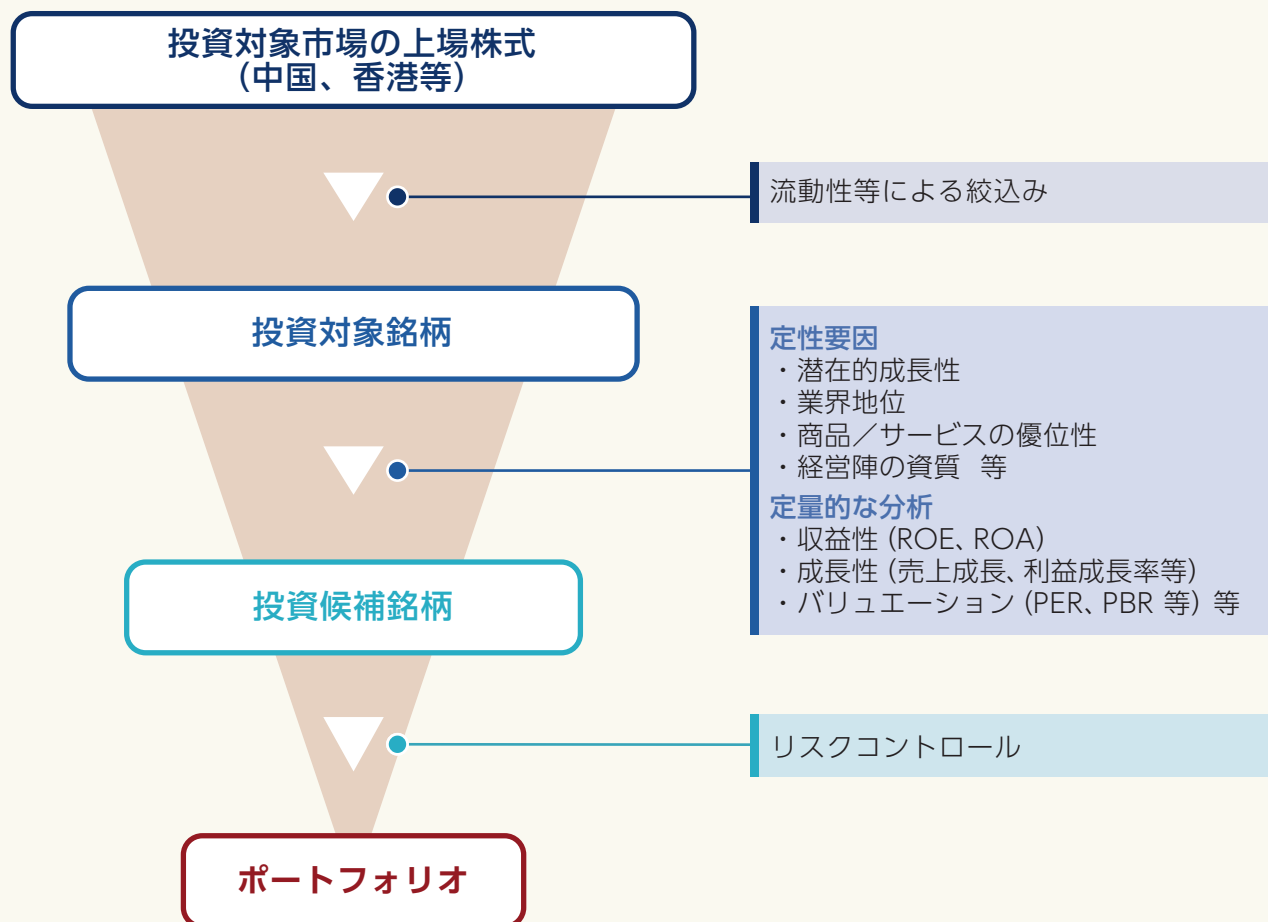 投資対象市場の上場株式
(中国、香港等)
流動性等による絞込み
投資対象銘柄
定性要因
・潜在的成長性
・業界地位
・商品／サービスの優位性
・経営陣の資質 等
定量的な分析
・収益性 (ROE、ROA)
・成長性 (売上成長、利益成長率等)
・バリュエーション (PER、PBR 等) 等
投資候補銘柄
リスクコントロール
ポートフォリオ